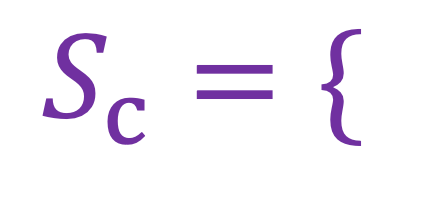 S_c = {